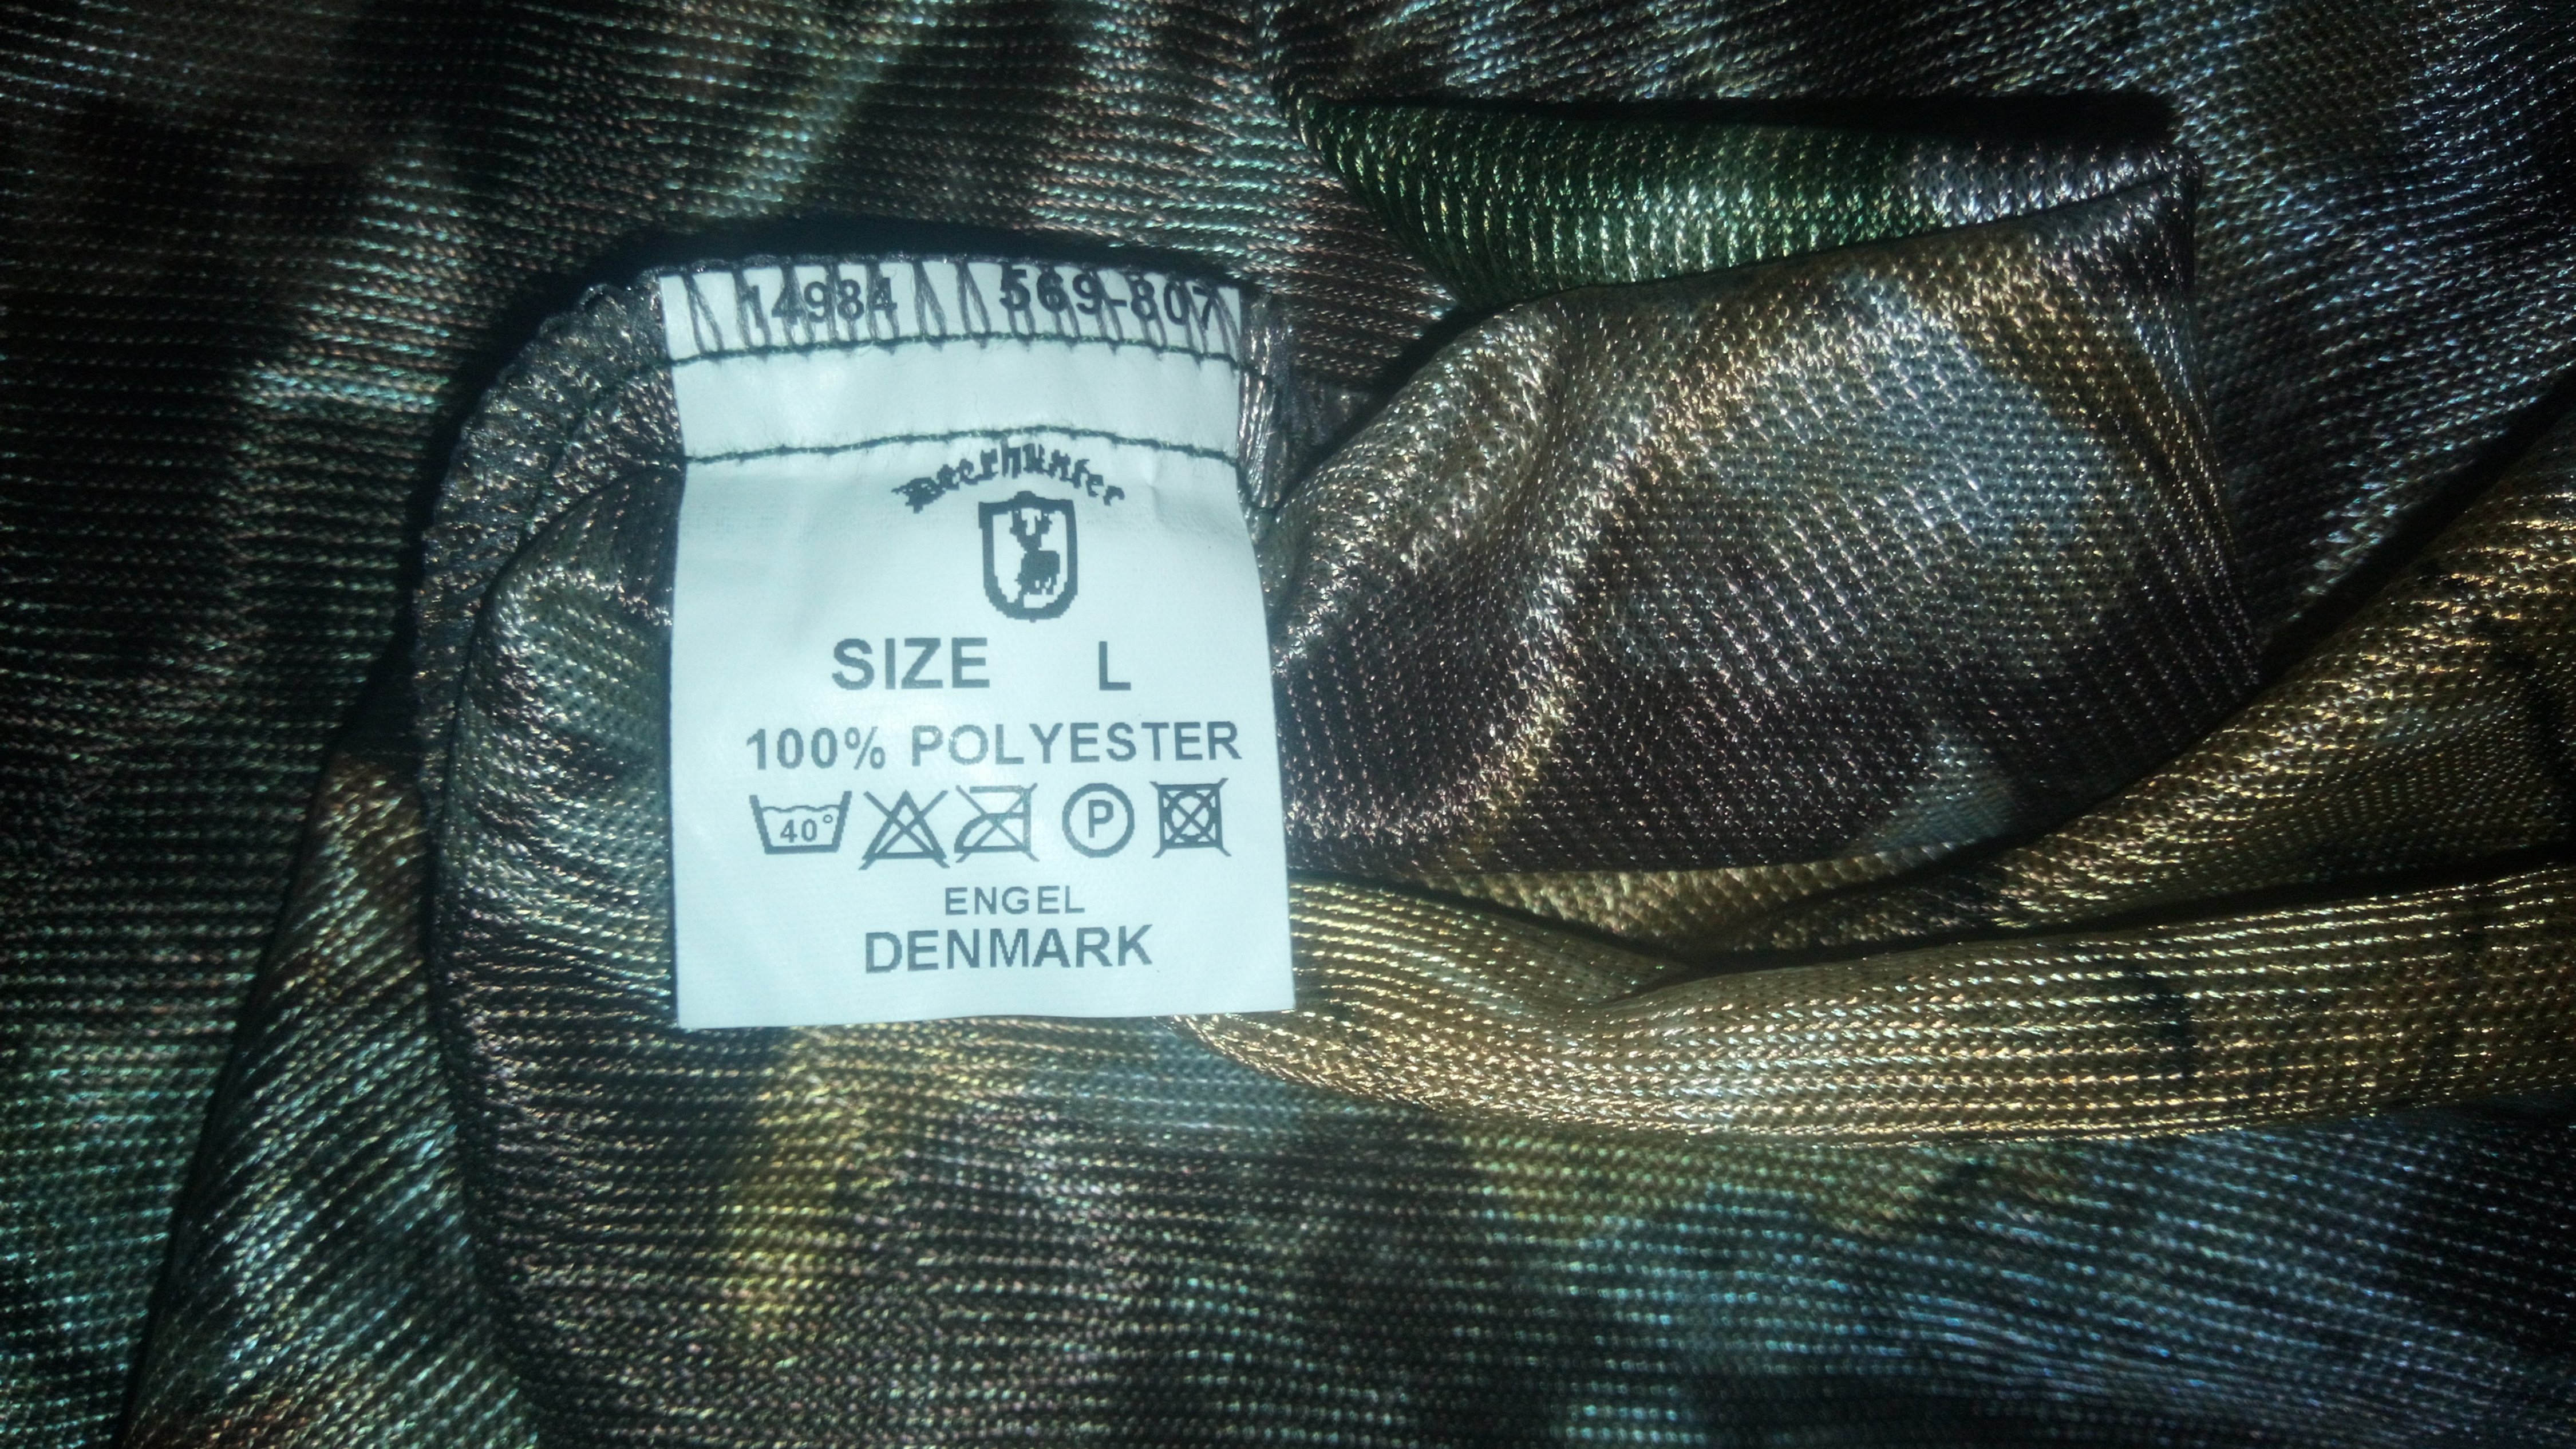 14984 569-807
Deerhunter
SIZE L
100% POLYESTER
40°
P
ENGEL
DENMARK